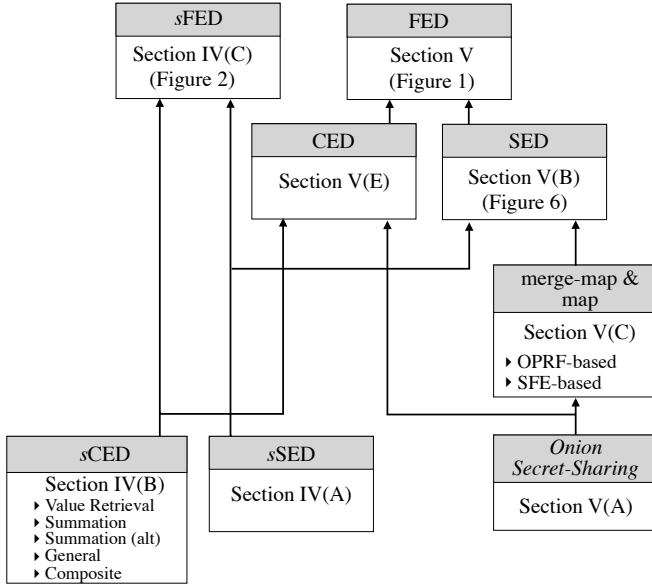 sFED
Section IV(C)
(Figure 2)
FED
Section V
(Figure 1)
CED
Section V(E)
SED
Section V(B)
(Figure 6)
merge-map &
map
Section V(C)
OPRF-based
SFE-based
sCED
Section IV(B)
Value Retrieval
Summation
Summation (alt)
General
Composite
sSED
Section IV(A)
Onion
Secret-Sharing
Section V(A)